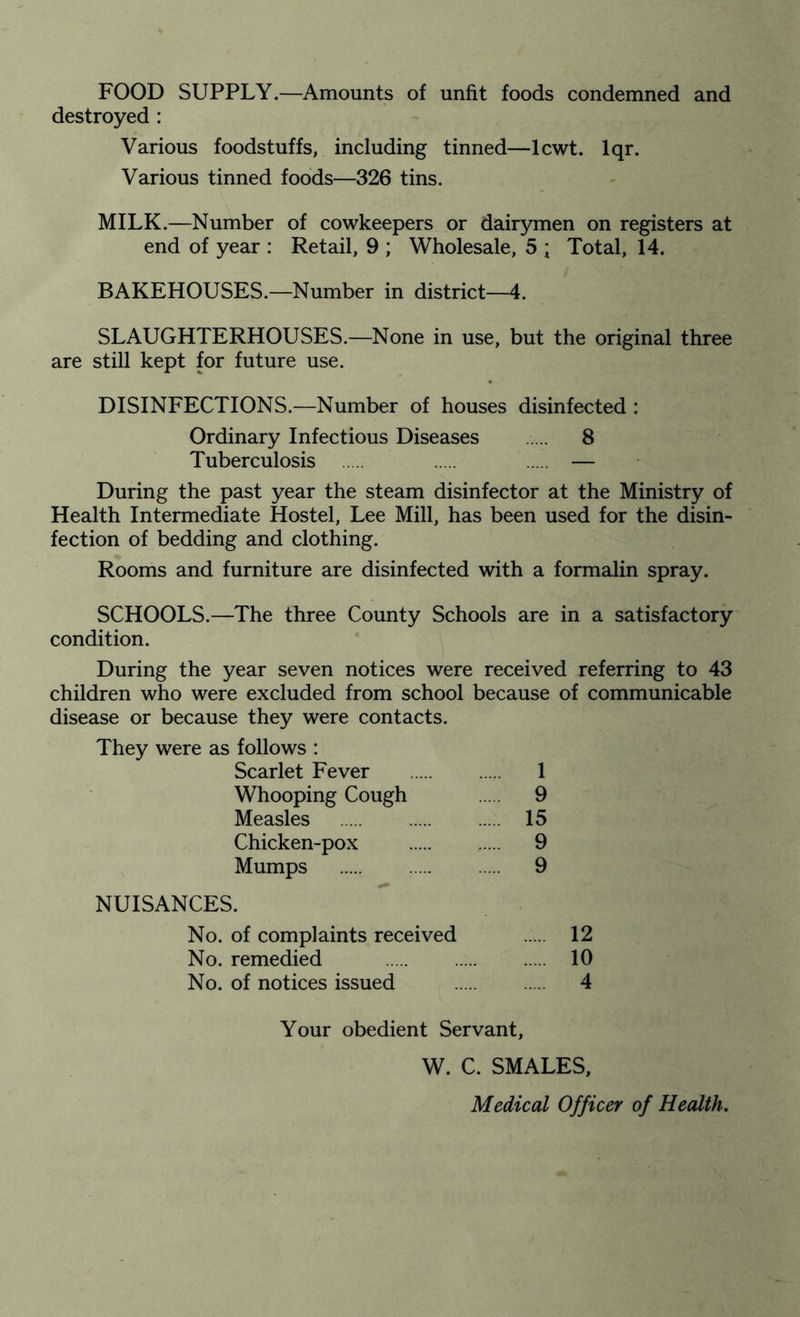 FOOD SUPPLY.—Amounts of unfit foods condemned and
destroyed :
Various foodstuffs, including tinned—1cwt. 1qr.
Various tinned foods—326 tins.
MILK.—Number of cowkeepers or dairymen on registers at
end of year : Retail, 9 ; Wholesale, 5 ; Total, 14.
BAKEHOUSES.—Number in district—4.
SLAUGHTERHOUSES.—None in use, but the original three
are still kept for future use.
DISINFECTIONS.—Number of houses disinfected :
Ordinary Infectious Diseases ..... 8
Tuberculosis ..... ..... ..... —
During the past year the steam disinfector at the Ministry of
Health Intermediate Hostel, Lee Mill, has been used for the disin-
fection of bedding and clothing.
Rooms and furniture are disinfected with a formalin spray.
SCHOOLS.—The three County Schools are in a satisfactory
condition.
During the year seven notices were received referring to 43
children who were excluded from school because of communicable
disease or because they were contacts.
They were as follows :
Scarlet Fever ..... ..... 1
Whooping Cough ..... 9
Measles ..... ..... ..... 15
Chicken-pox ..... ..... 9
Mumps ..... ..... ..... 9
NUISANCES.
No. of complaints received ..... 12
No. remedied ..... ..... ..... 10
No. of notices issued ..... ..... 4
Your obedient Servant,
W. C. SMALES,
Medical Officer of Health.